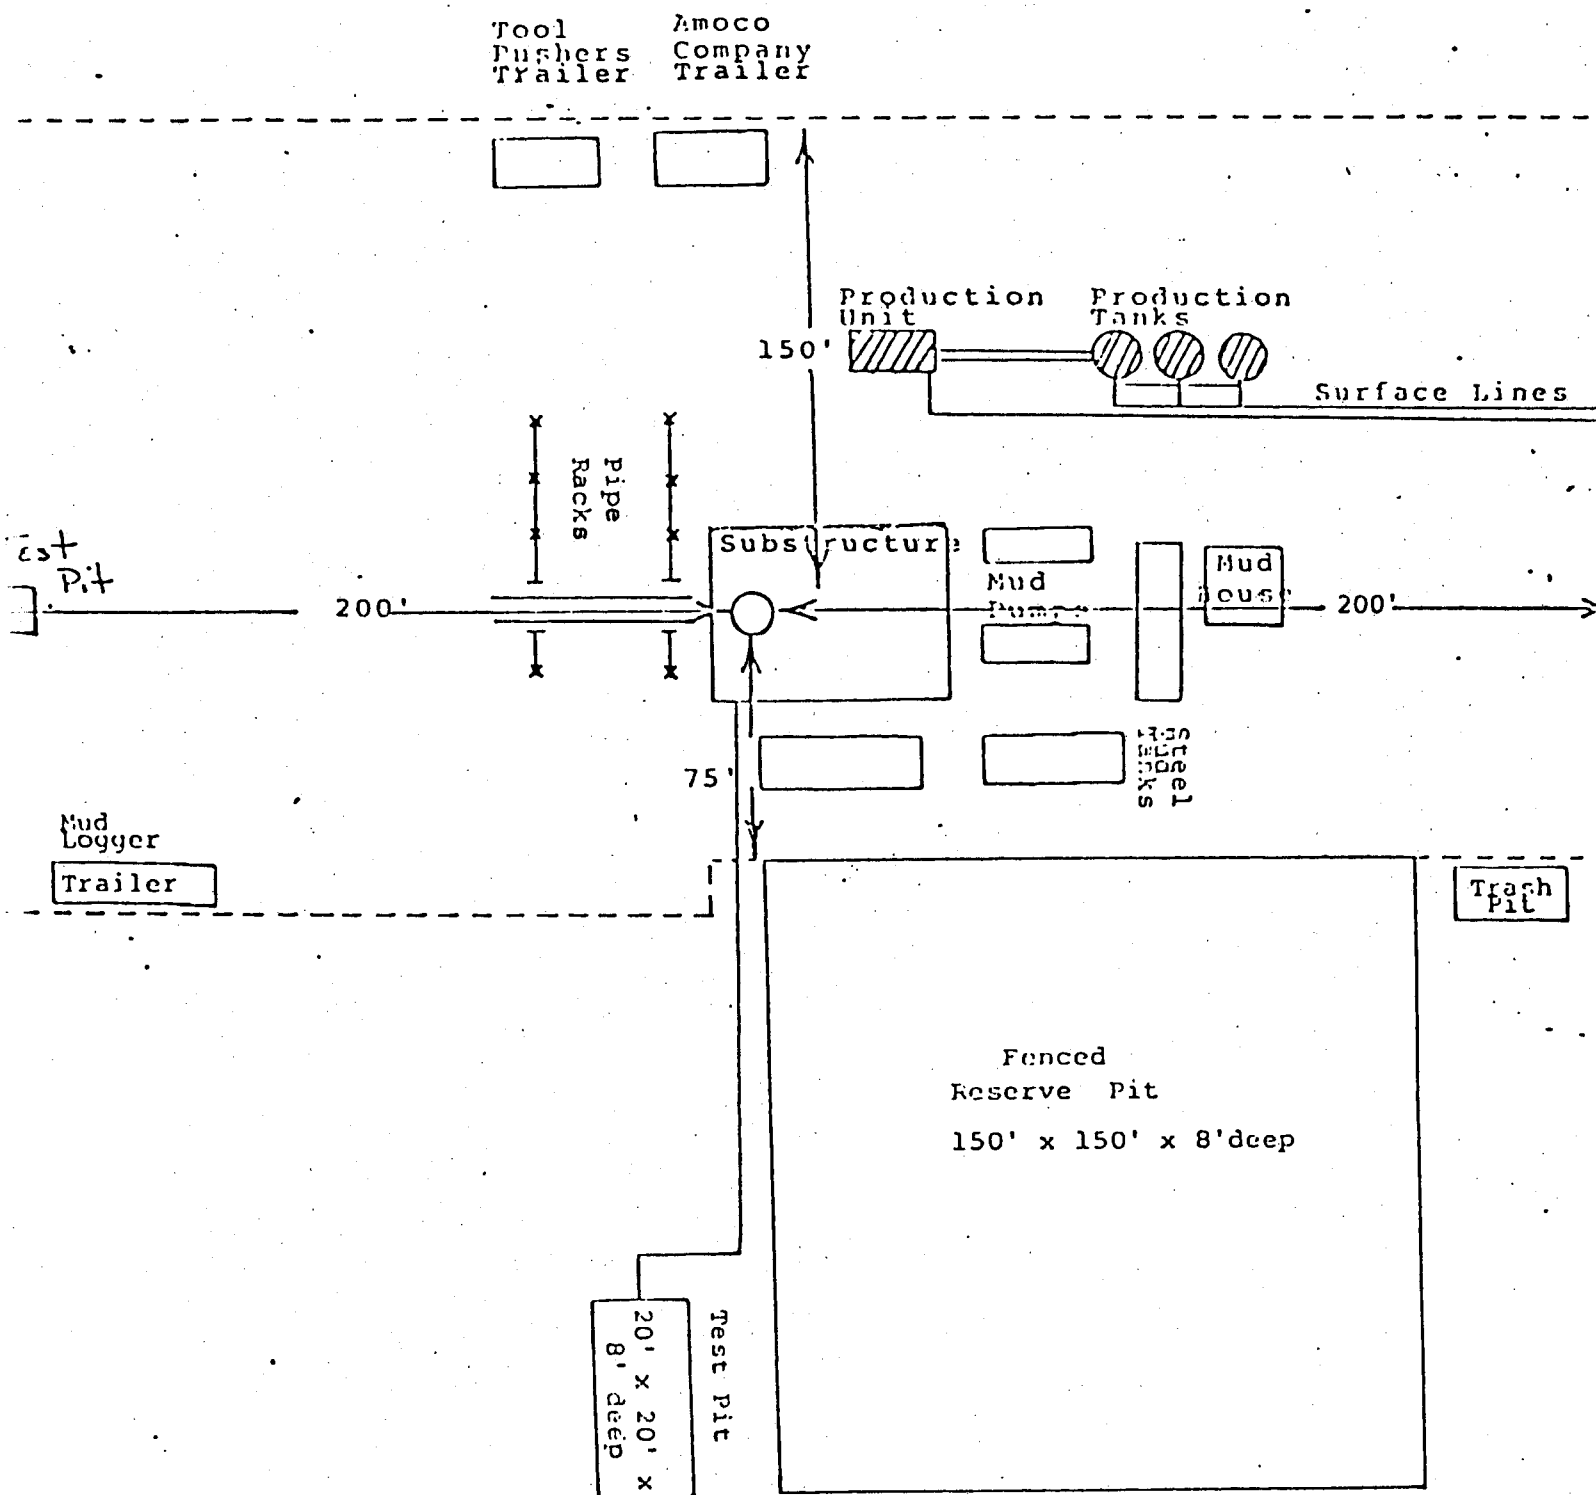 Tool
Pushers
Trailer
Amoco
Company
Trailer
Production
Unit
Production
Tanks
150'
Surface Lines
Pipe
Racks
Substructure
Pit
Mud
Pumps
Mud
House
200'
200'
75'
Steel
Mud
Tanks
Mud
Logger
Trailer
Trash
Pit
Fenced
Reserve Pit
150' x 150' x 8'deep
Test Pit
20' x 20' x
8' deep